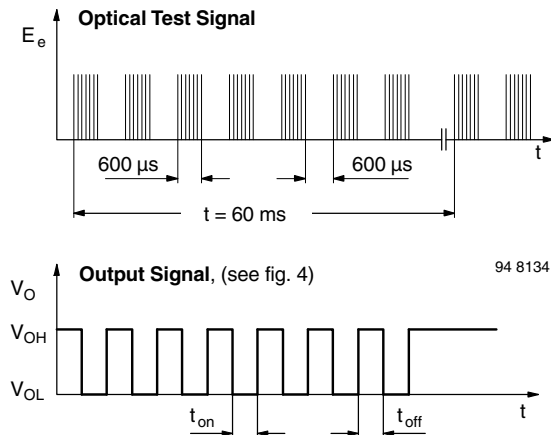 Optical Test Signal
E e
t
600 µs
600 µs
t = 60 ms
Output Signal, (see fig. 4)
94 8134
V O
V OH
V OL
t
t on
t off